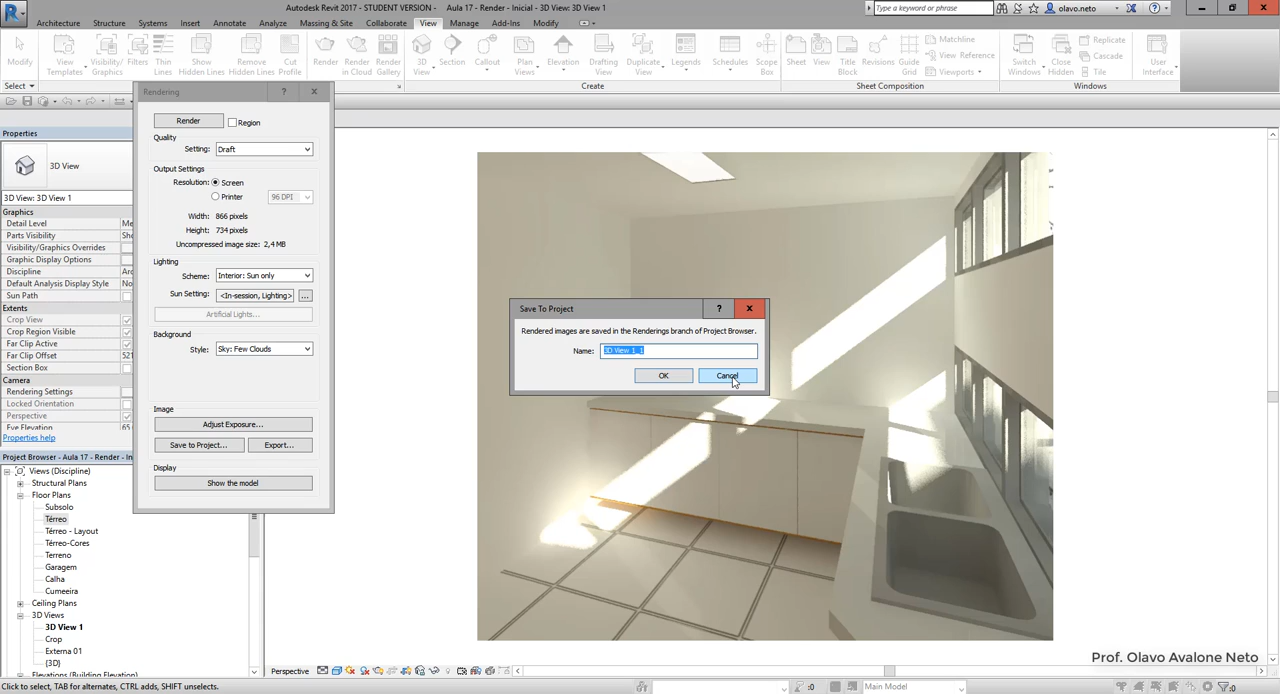 Autodesk Revit 2017 - STUDENT VERSION - Aula 17 - Render - Inicial - 3D View: 3D View 1
Type a keyword or phrase
olavo.neto
Architecture Structure Systems Insert Annotate Analyze Massing & Site Collaborate View Manage Add-Ins Modify
Modify
View Templates
Visibility/ Graphics
Filters
Thin Lines
Show Hidden Lines
Remove Hidden Lines
Cut Profile
Render
Render in Cloud
Render Gallery
3D View
Section
Callout
Plan Views
Elevation
Drafting View
Duplicate View
Legends
Schedules
Scope Box
Sheet
View
Title Block
Revisions
Guide Grid
Matchline
View Reference
Viewports
Switch Windows
Close Hidden
Replicate
Cascade
Tile
User Interface
Select
Create
Sheet Composition
Windows
Rendering
Render
Region
Quality
Setting: Draft
Output Settings
Resolution: Screen
Printer
96 DPI
Width: 866 pixels
Height: 734 pixels
Uncompressed image size: 2,4 MB
Lighting
Scheme: Interior: Sun only
Sun Setting: <In-session, Lighting>
...
Artificial Lights...
Background
Style: Sky: Few Clouds
Image
Adjust Exposure...
Save to Project...
Export...
Display
Show the model
Properties
3D View
3D View: 3D View 1
Graphics
Detail Level Me
Parts Visibility Sho
Visibility/Graphics Overrides
Graphic Display Options
Discipline Arc
Default Analysis Display Style No
Sun Path
Extents
Crop View
Crop Region Visible
Far Clip Active
Far Clip Offset 521
Section Box
Camera
Rendering Settings
Locked Orientation
Perspective
Eye Elevation 65
Properties help
Project Browser - Aula 17 - Render - In
Views (Discipline)
Structural Plans
Floor Plans
Subsolo
Térreo
Térreo - Layout
Térreo-Cores
Terreno
Garagem
Calha
Cumeeira
Ceiling Plans
3D Views
3D View 1
Crop
Externa 01
{3D}
Elevations (Building Elevation)
Save To Project
Rendered images are saved in the Renderings branch of Project Browser.
Name: 3D View 1_1
OK
Cancel
Prof. Olavo Avalone Neto
Perspective
Click to select, TAB for alternates, CTRL adds, SHIFT unselects.
:0
Main Model
:0